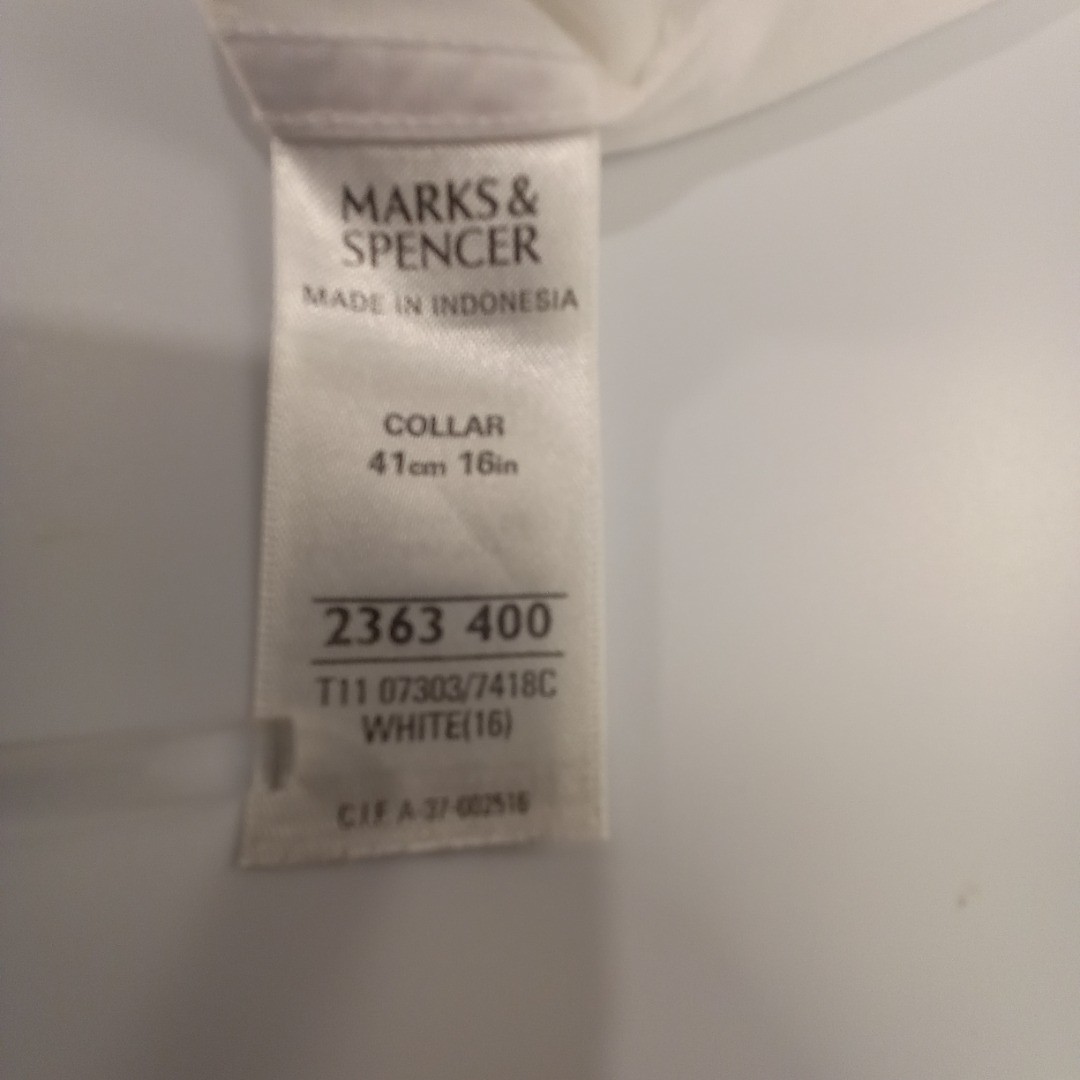 MARKS &
SPENCER
MADE IN INDONESIA
COLLAR
41cm 16in
2363 400
T11 07303/7418C
WHITE(16)
C.I.F A-37-002516